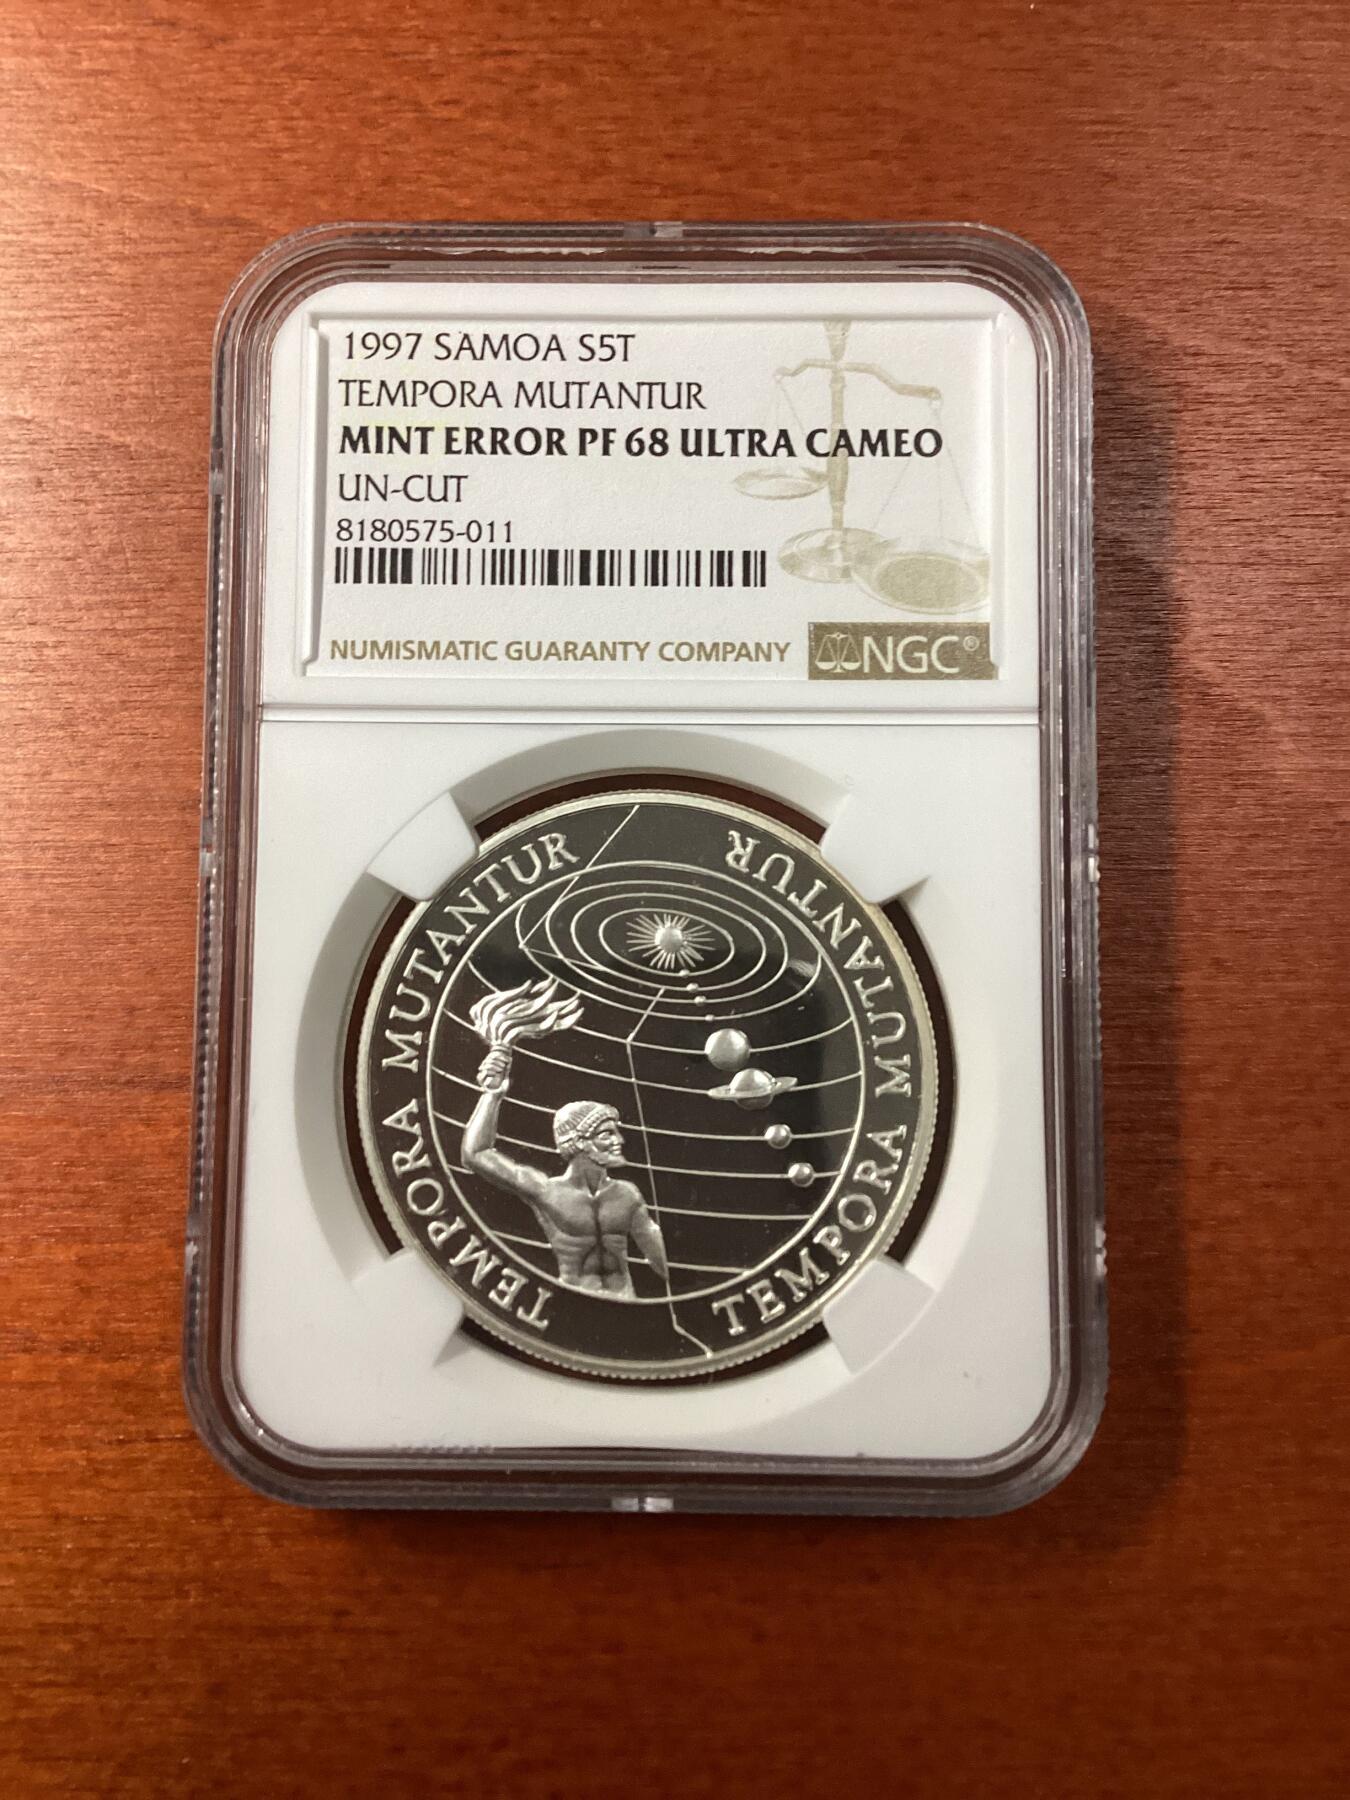 1997 SAMOA S5T
TEMPORA MUTANTUR
MINT ERROR PF 68 ULTRA CAMEO
UN-CUT
8180575-011
NUMISMATIC GUARANTY COMPANY
NGC®
TEMPORA MUTANTUR
TEMPORA MUTANTUR